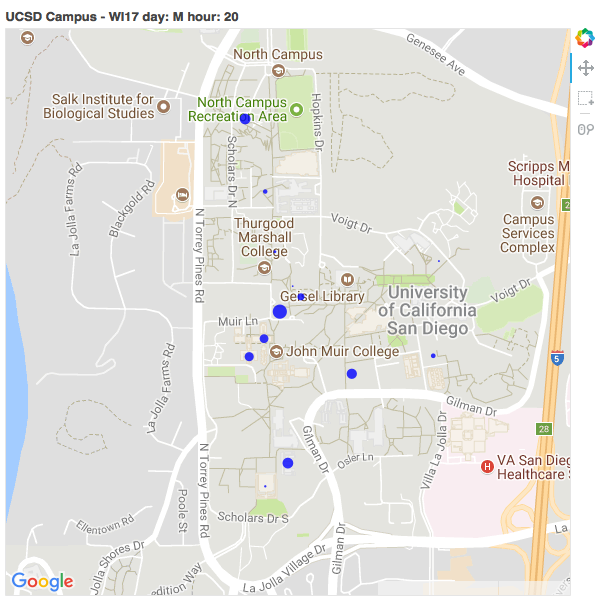 UCSD Campus - WI17 day: M hour: 20
Genesee Ave
North Campus
Salk Institute for
Biological Studies
North Campus
Recreation Area
Hopkins Dr
Scholars Dr N
Scripps M
Hospital
La Jolla Farms Rd
Blackgold Rd
N Torrey Pines Rd
Thurgood
Marshall
College
Voigt Dr
Campus
Services
Complex
Geisel Library
University
of California
San Diego
Voigt Dr
Muir Ln
John Muir College
5
La Jolla Farms Rd
Gilman Dr
28
Gilman Dr
Osler Ln
Villa La Jolla Dr
H
VA San Dieg
Healthcare
N Torrey Pines Rd
Poole St
Ellentown Rd
Scholars Dr S
La
Jolla Shores Dr
Gilman Dr
La Jolla Village Dr
edition Way
Google